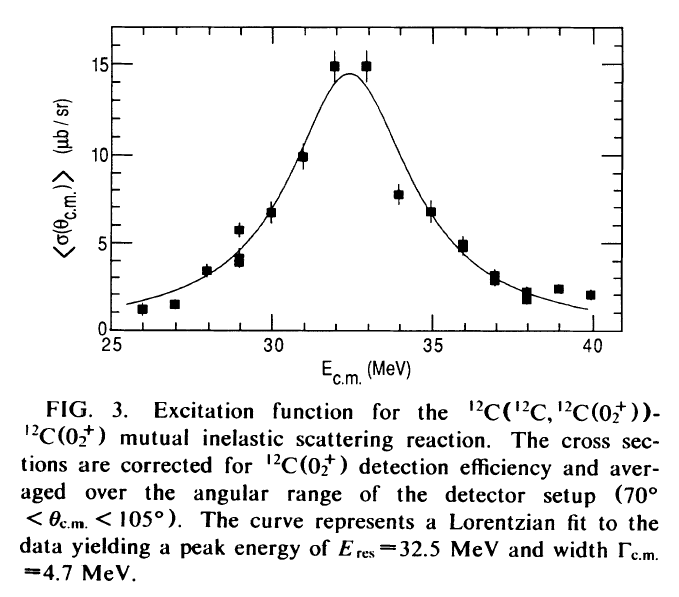 15
10
5
0
<σ(θc.m.)> (μb / sr)
25 30 35 40
Ec.m. (MeV)
FIG. 3. Excitation function for the ¹²C(¹²C,¹²C(0₂⁺))-
¹²C(0₂⁺) mutual inelastic scattering reaction. The cross sec-
tions are corrected for ¹²C(0₂⁺) detection efficiency and aver-
aged over the angular range of the detector setup (70°
< θc.m. < 105°). The curve represents a Lorentzian fit to the
data yielding a peak energy of Eres = 32.5 MeV and width Γc.m.
= 4.7 MeV.